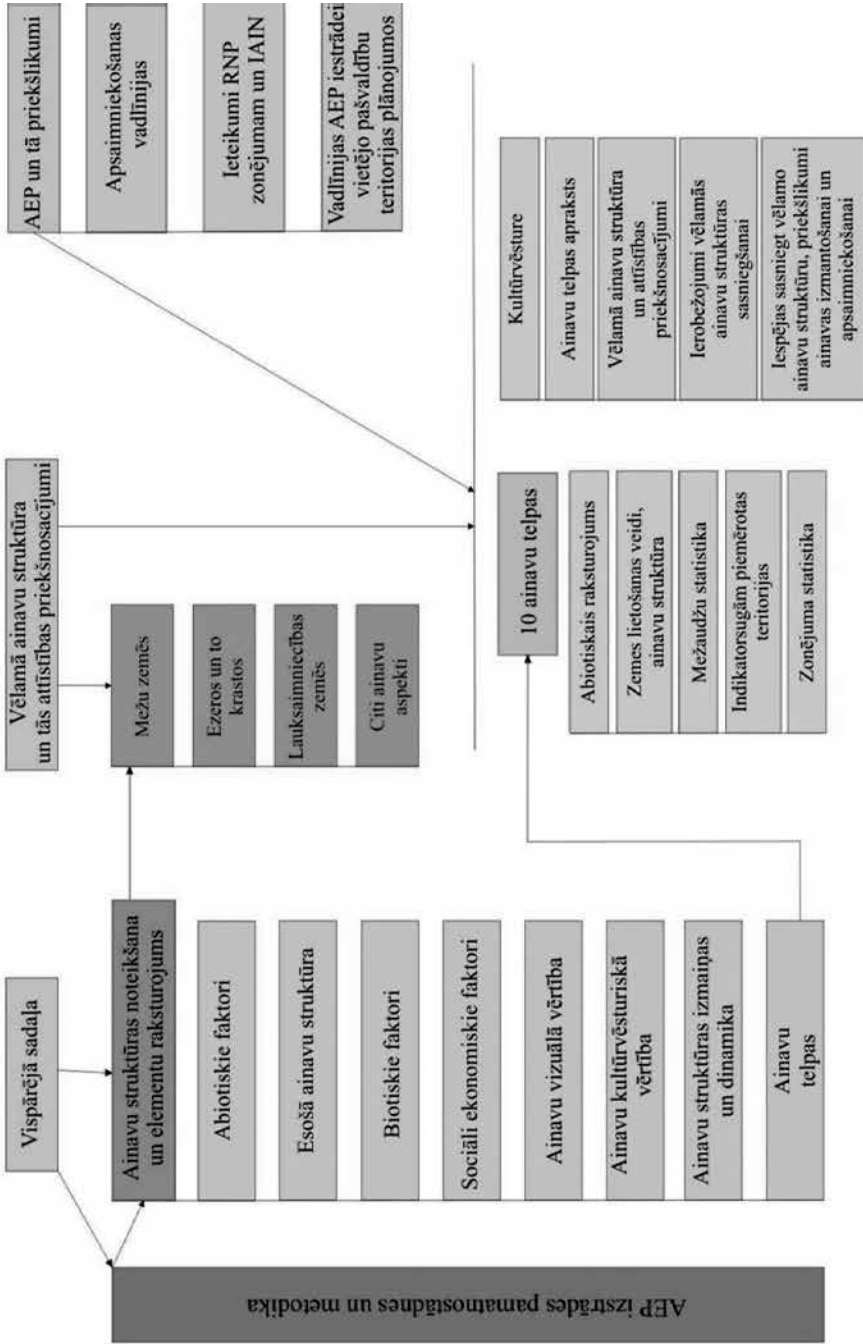 AEP izstrādes pamatnostādnes un metodika
Vispārējā sadaļa
Ainavu struktūras noteikšana
un elementu raksturojums
Abiotiskie faktori
Esošā ainavu struktūra
Biotiskie faktori
Sociāli ekonomiskie faktori
Ainavu vizuālā vērtība
Ainavu kultūrvēsturiskā
vērtība
Ainavu struktūras izmaiņas
un dinamika
Ainavu
telpas
Vēlamā ainavu struktūra
un tās attīstības priekšnosacījumi
Mežu zemēs
Ezeros un to
krastos
Lauksaimniecības
zemēs
Citi ainavu
aspekti
AEP un tā priekšlikumi
Apsaimniekošanas
vadlīnijas
Ieteikumi RNP
zonējumam un IAIN
Vadlīnijas AEP iestrādei
vietējo pašvaldību
teritorijas plānojumos
10 ainavu telpas
Abiotiskais raksturojums
Zemes lietošanas veidi,
ainavu struktūra
Mežaudžu statistika
Indikatorsugām piemērotas
teritorijas
Zonējuma statistika
Kultūrvēsture
Ainavu telpas apraksts
Vēlamā ainavu struktūra
un attīstības
priekšnosacījumi
Ierobežojumi vēlamās
ainavu struktūras
sasniegšanai
Iespējas sasniegt vēlamo
ainavu struktūru, priekšlikumi
ainavas izmantošanai un
apsaimniekošanai